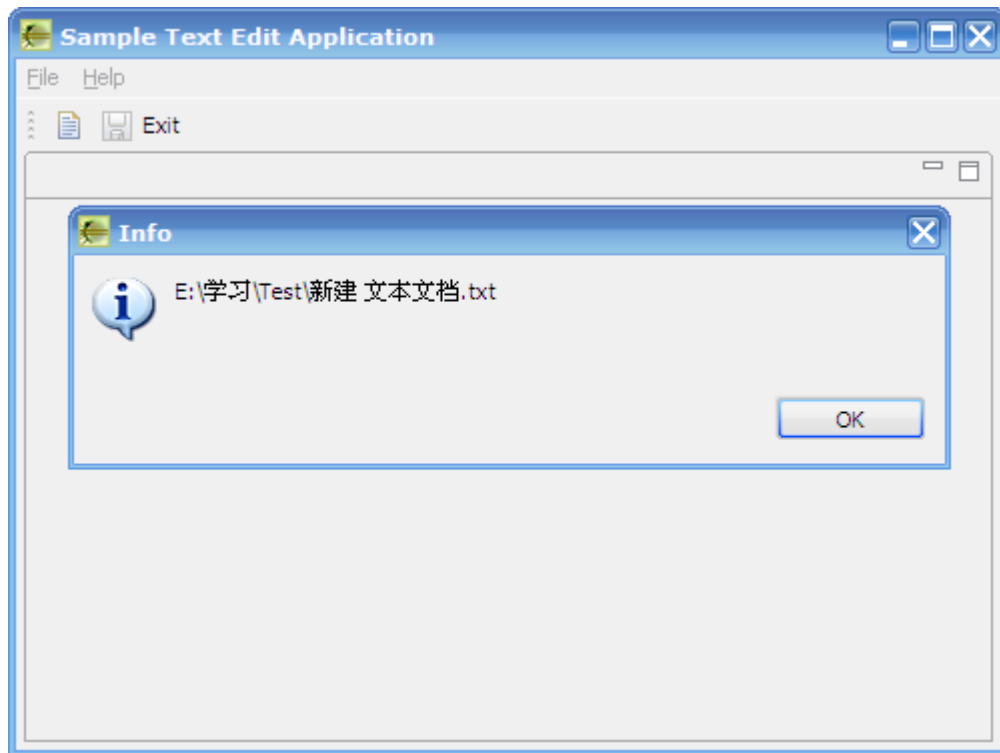 Sample Text Edit Application
File Help
Exit
Info
E:\学习\Test\新建 文本文档.txt
OK